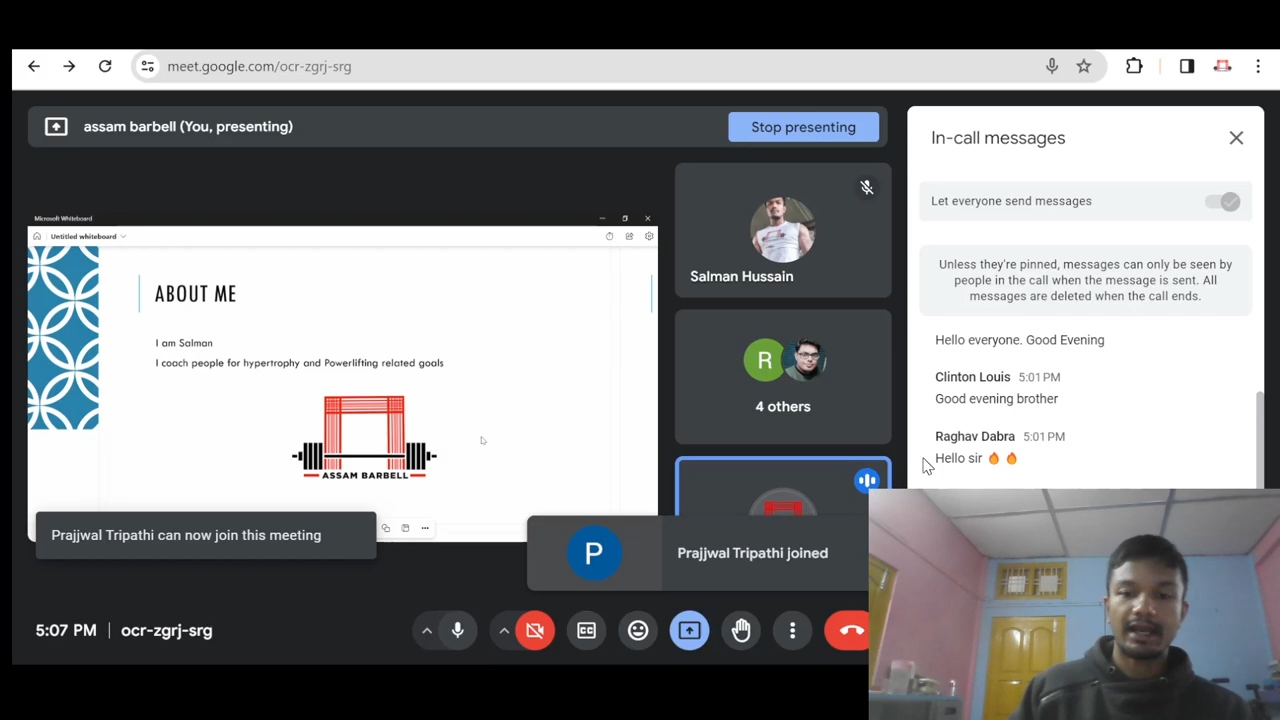 meet.google.com/ocr-zgrj-srg
assam barbell (You, presenting)
Stop presenting
Microsoft Whiteboard
Untitled whiteboard
ABOUT ME
I am Salman
I coach people for hypertrophy and Powerlifting related goals
ASSAM BARBELL
Salman Hussain
R
4 others
In-call messages
Let everyone send messages
Unless they're pinned, messages can only be seen by
people in the call when the message is sent. All
messages are deleted when the call ends.
Hello everyone. Good Evening
Clinton Louis 5:01 PM
Good evening brother
Raghav Dabra 5:01 PM
Hello sir 🔥 🔥
Prajjwal Tripathi can now join this meeting
P
Prajjwal Tripathi joined
5:07 PM | ocr-zgrj-srg
CC